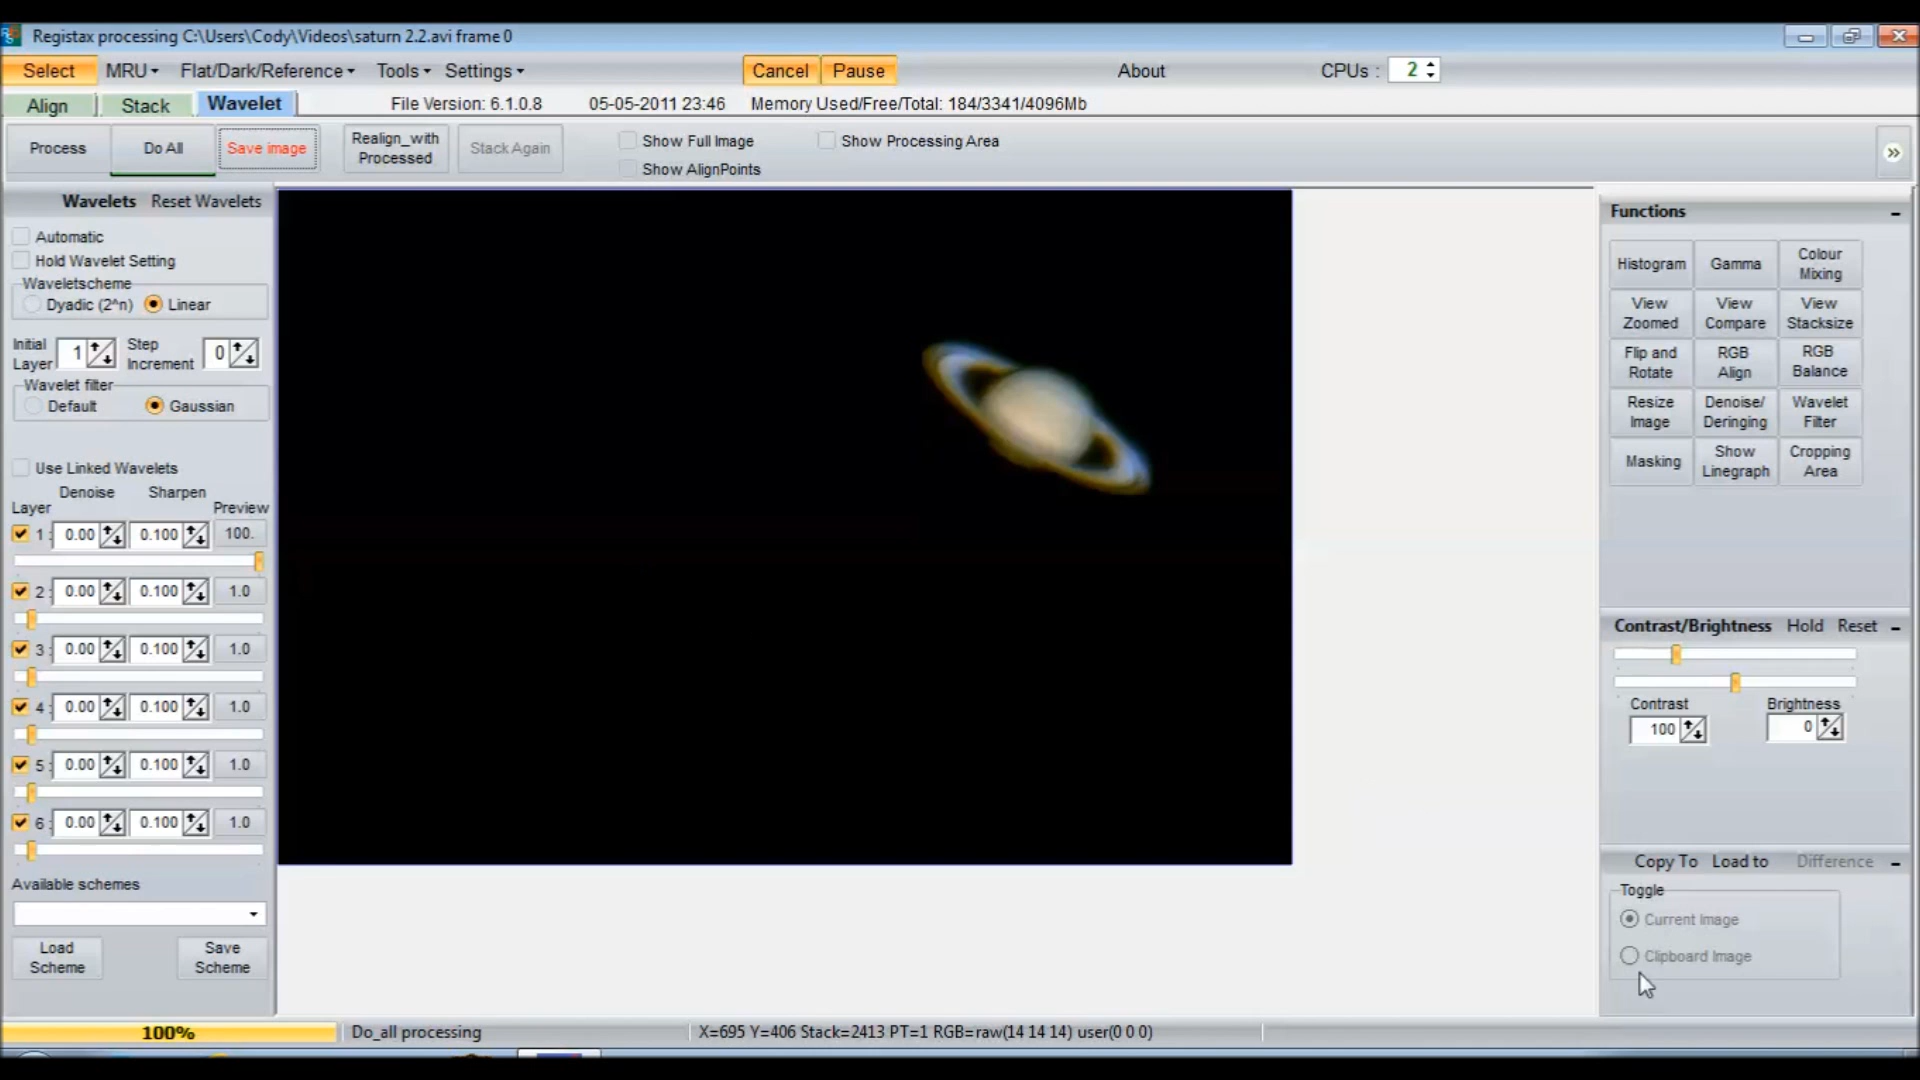 Registax processing C:\Users\Cody\Videos\saturn 2.2.avi frame 0
Select MRU Flat/Dark/Reference Tools Settings Cancel Pause About CPUs : 2
Align Stack Wavelet File Version: 6.1.0.8 05-05-2011 23:46 Memory Used/Free/Total: 184/3341/4096Mb
Process Do All Save image Realign_with Processed Stack Again Show Full Image Show Processing Area
Show AlignPoints
Wavelets Reset Wavelets
Automatic
Hold Wavelet Setting
Waveletscheme
Dyadic (2^n) Linear
Initial Layer 1 Step Increment 0
Wavelet filter
Default Gaussian
Use Linked Wavelets
Denoise Sharpen
Layer Preview
1 : 0.00 0.100 100.
2 : 0.00 0.100 1.0
3 : 0.00 0.100 1.0
4 : 0.00 0.100 1.0
5 : 0.00 0.100 1.0
6 : 0.00 0.100 1.0
Available schemes
Load Scheme Save Scheme
Functions
Histogram Gamma Colour Mixing
View Zoomed View Compare View Stacksize
Flip and Rotate RGB Align RGB Balance
Resize Image Denoise/ Deringing Wavelet Filter
Masking Show Linegraph Cropping Area
Contrast/Brightness Hold Reset
Contrast Brightness
100 0
Copy To Load to Difference
Toggle
Current Image
Clipboard Image
100% Do_all processing X=695 Y=406 Stack=2413 PT=1 RGB=raw(14 14 14) user(0 0 0)